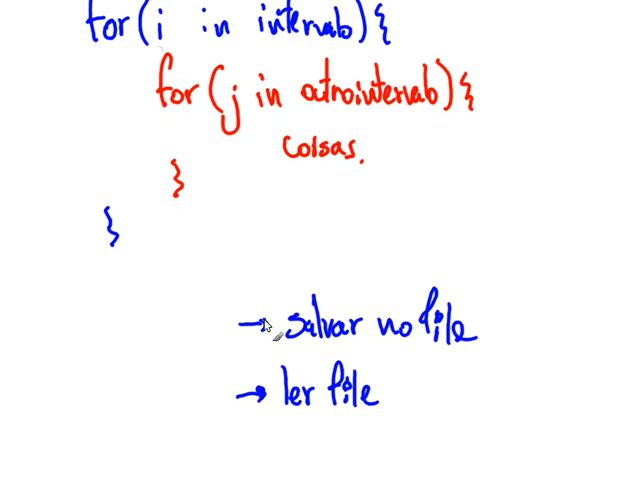 for(i in intervalo){
for(j in outrointervalo){
coisas.
}
}
→ salvar no file
→ ler file